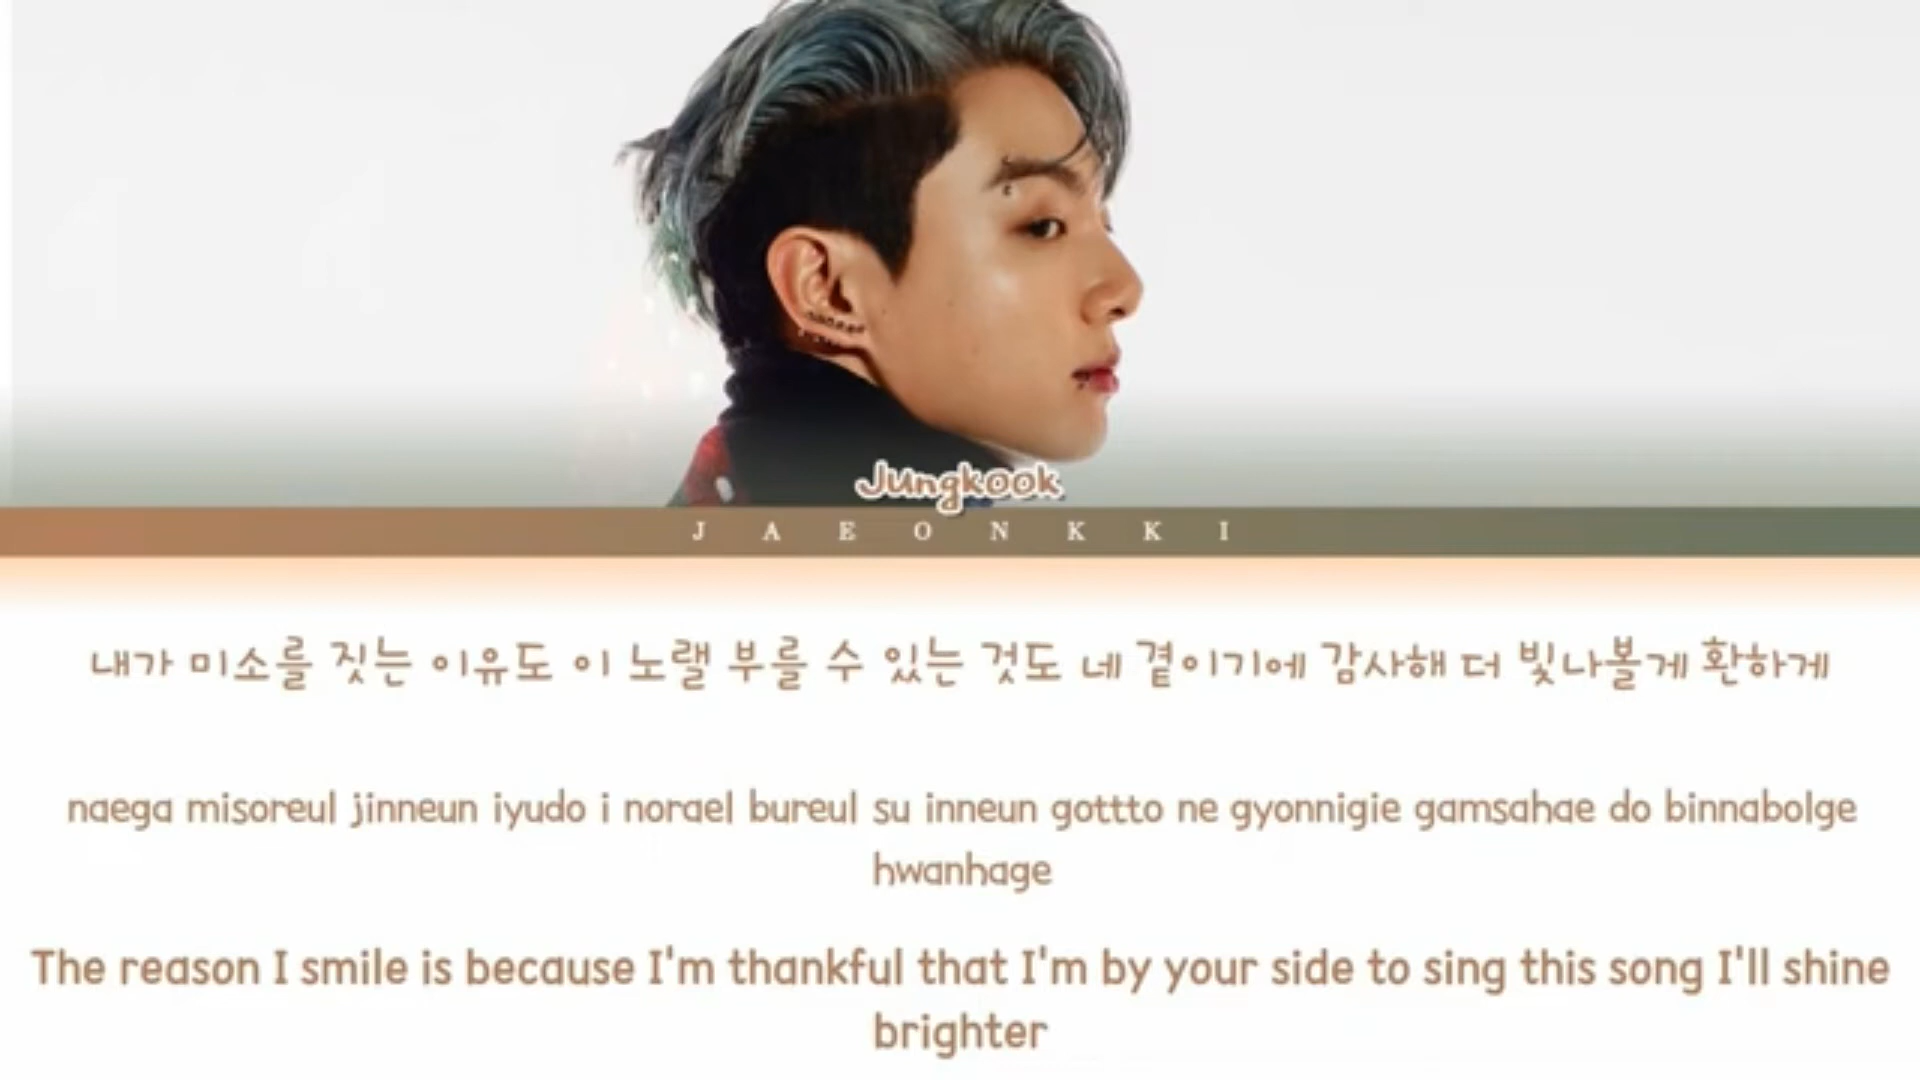 Jungkook
JAEONKKI
내가 미소를 짓는 이유도 이 노랠 부를 수 있는 것도 네 곁이기에 감사해 더 빛나볼게 환하게
naega misoreul jinneun iyudo i norael bureul su inneun gottto ne gyonnigie gamsahae do binnabolge
hwanhage
The reason I smile is because I'm thankful that I'm by your side to sing this song I'll shine
brighter